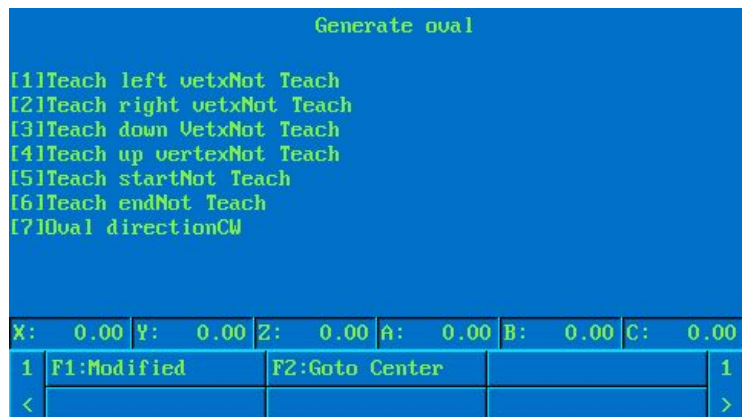 Generate oval
[1]Teach left vetxNot Teach
[2]Teach right vetxNot Teach
[3]Teach down VetxNot Teach
[4]Teach up vertexNot Teach
[5]Teach startNot Teach
[6]Teach endNot Teach
[7]Oval directionCW
X: 0.00 Y: 0.00 Z: 0.00 A: 0.00 B: 0.00 C: 0.00
1 F1:Modified F2:Goto Center 1
< >